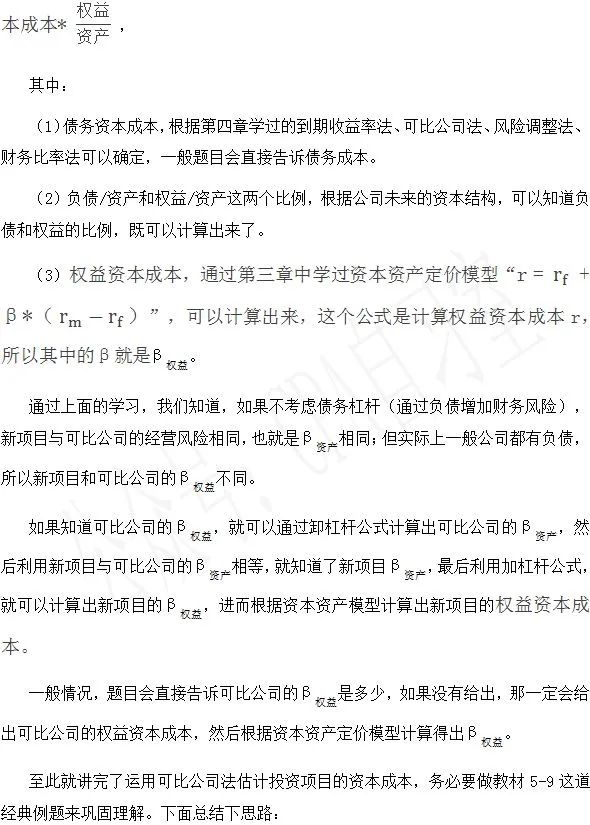 本成本* 权益/资产 ，
其中：
（1）债务资本成本，根据第四章学过的到期收益率法、可比公司法、风险调整法、
财务比率法可以确定，一般题目会直接告诉债务成本。
（2）负债/资产和权益/资产这两个比例，根据公司未来的资本结构，可以知道负
债和权益的比例，既可以计算出来了。
（3）权益资本成本，通过第三章中学过资本资产定价模型“r = rf +
β*（ rm − rf ）”，可以计算出来，这个公式是计算权益资本成本 r，
所以其中的β就是β权益。
通过上面的学习，我们知道，如果不考虑债务杠杆（通过负债增加财务风险），
新项目与可比公司的经营风险相同，也就是β资产相同；但实际上一般公司都有负债，
所以新项目和可比公司的β权益不同。
如果知道可比公司的β权益，就可以通过卸杠杆公式计算出可比公司的β资产，然
后利用新项目与可比公司的β资产相等，就知道了新项目β资产，最后利用加杠杆公式，
就可以计算出新项目的β权益，进而根据资本资产模型计算出新项目的权益资本成
本。
一般情况，题目会直接告诉可比公司的β权益是多少，如果没有给出，那一定会给
出可比公司的权益资本成本，然后根据资本资产定价模型计算得出β权益。
至此就讲完了运用可比公司法估计投资项目的资本成本，务必要做教材 5-9 这道
经典例题来巩固理解。下面总结下思路：